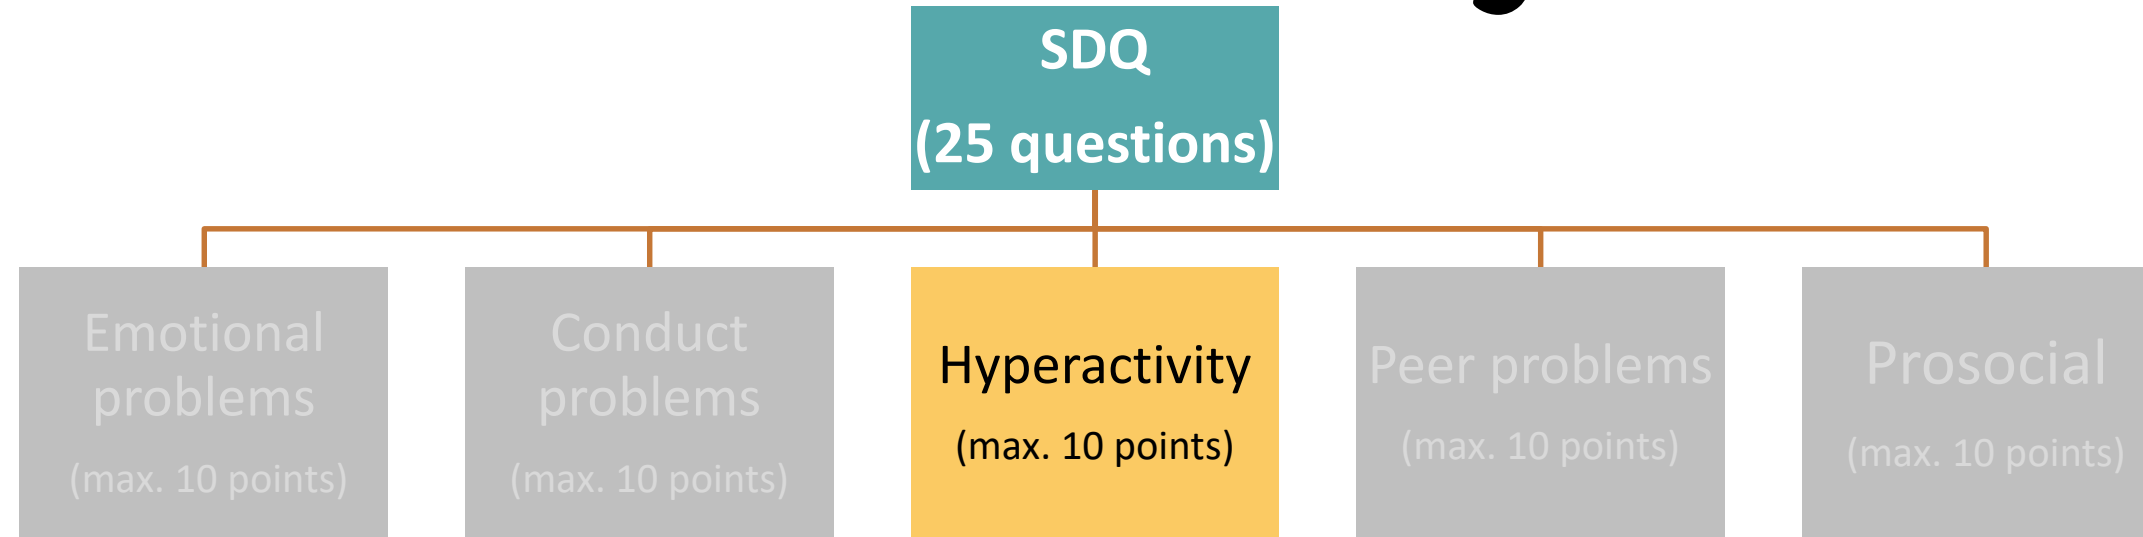 SDQ
(25 questions)
Emotional
problems
(max. 10 points)
Conduct
problems
(max. 10 points)
Hyperactivity
(max. 10 points)
Peer problems
(max. 10 points)
Prosocial
(max. 10 points)